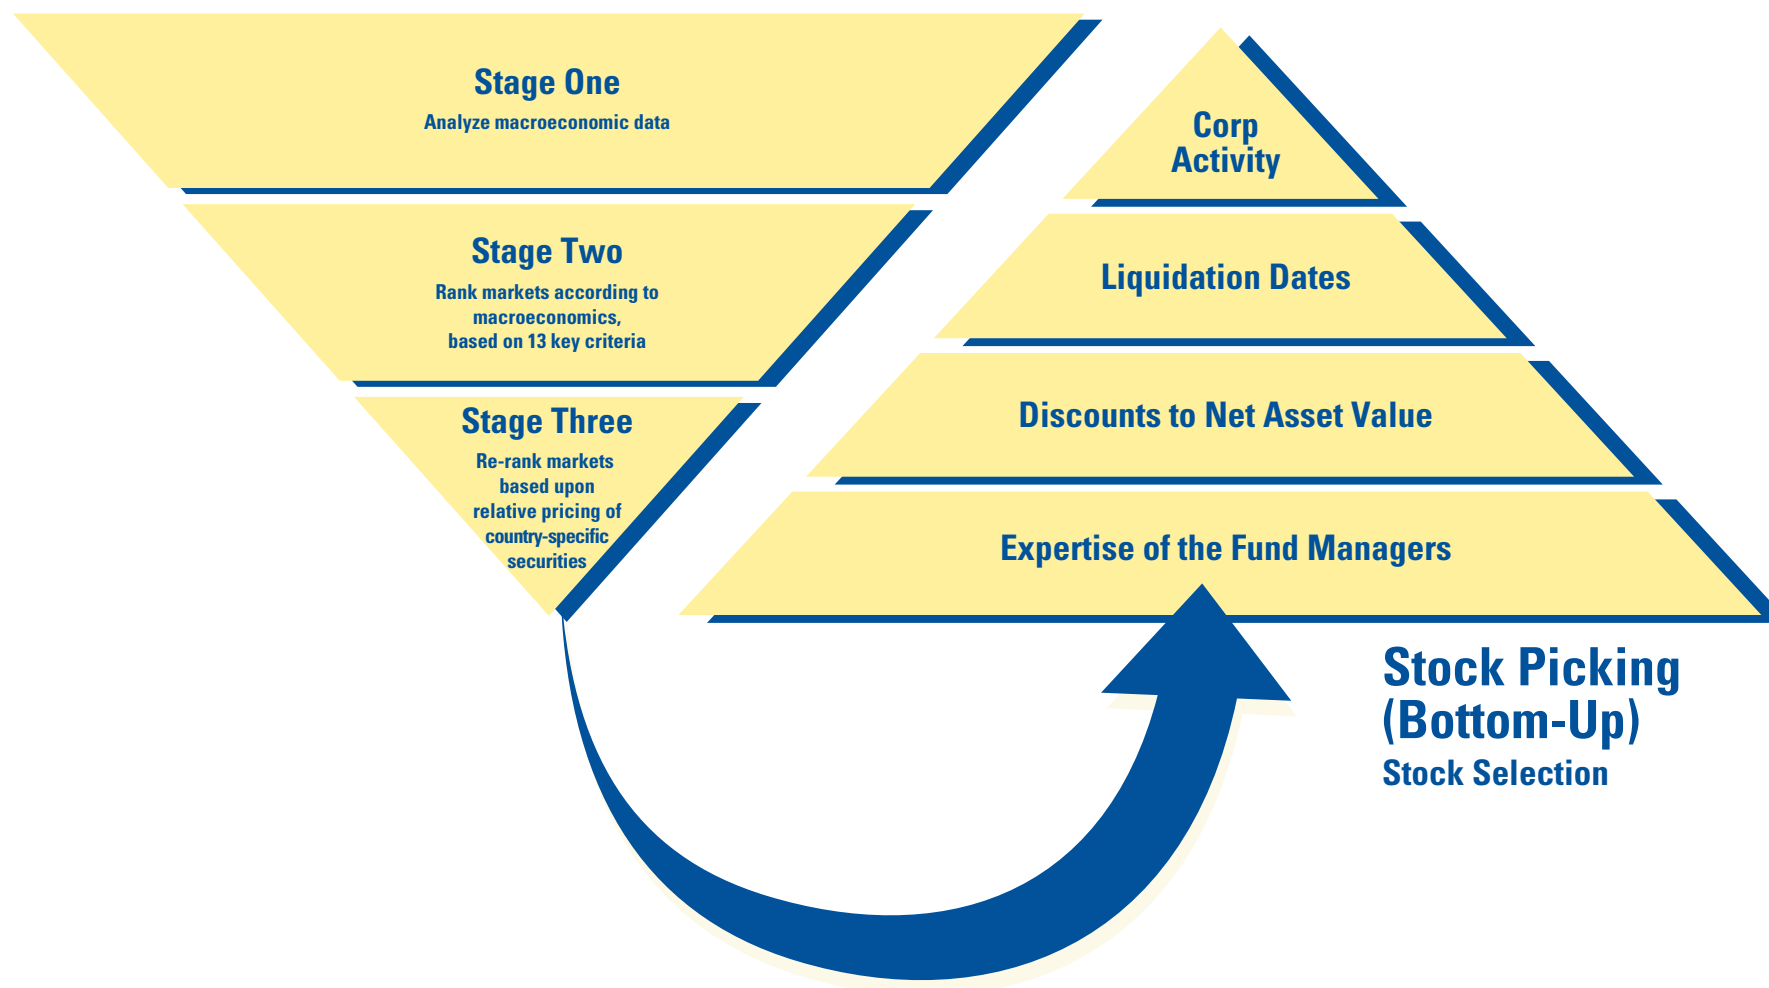 Stage One
Analyze macroeconomic data
Stage Two
Rank markets according to
macroeconomics,
based on 13 key criteria
Stage Three
Re-rank markets
based upon
relative pricing of
country-specific
securities
Corp
Activity
Liquidation Dates
Discounts to Net Asset Value
Expertise of the Fund Managers
Stock Picking
(Bottom-Up)
Stock Selection